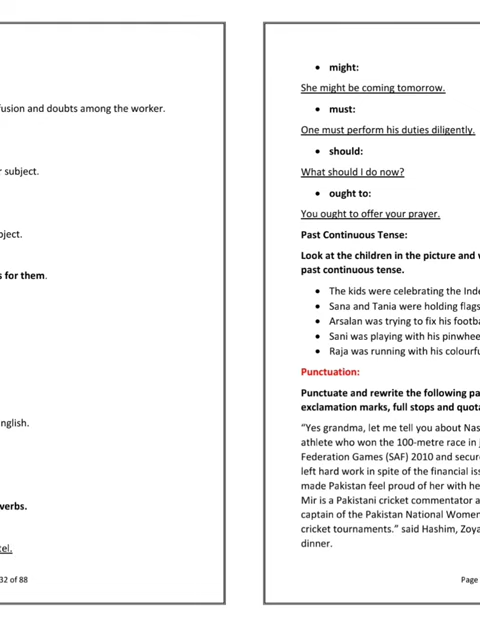 fusion and doubts among the worker.
r subject.
bject.
s for them.
nglish.
verbs.
tel.
32 of 88
• might:
She might be coming tomorrow.
• must:
One must perform his duties diligently.
• should:
What should I do now?
• ought to:
You ought to offer your prayer.
Past Continuous Tense:
Look at the children in the picture and w
past continuous tense.
• The kids were celebrating the Inde
• Sana and Tania were holding flags
• Arsalan was trying to fix his footba
• Sani was playing with his pinwhee
• Raja was running with his colourfu
Punctuation:
Punctuate and rewrite the following pa
exclamation marks, full stops and quota
“Yes grandma, let me tell you about Nas
athlete who won the 100-metre race in j
Federation Games (SAF) 2010 and secur
left hard work in spite of the financial iss
made Pakistan feel proud of her with he
Mir is a Pakistani cricket commentator a
captain of the Pakistan National Women
cricket tournaments.” said Hashim, Zoya
dinner.
Page